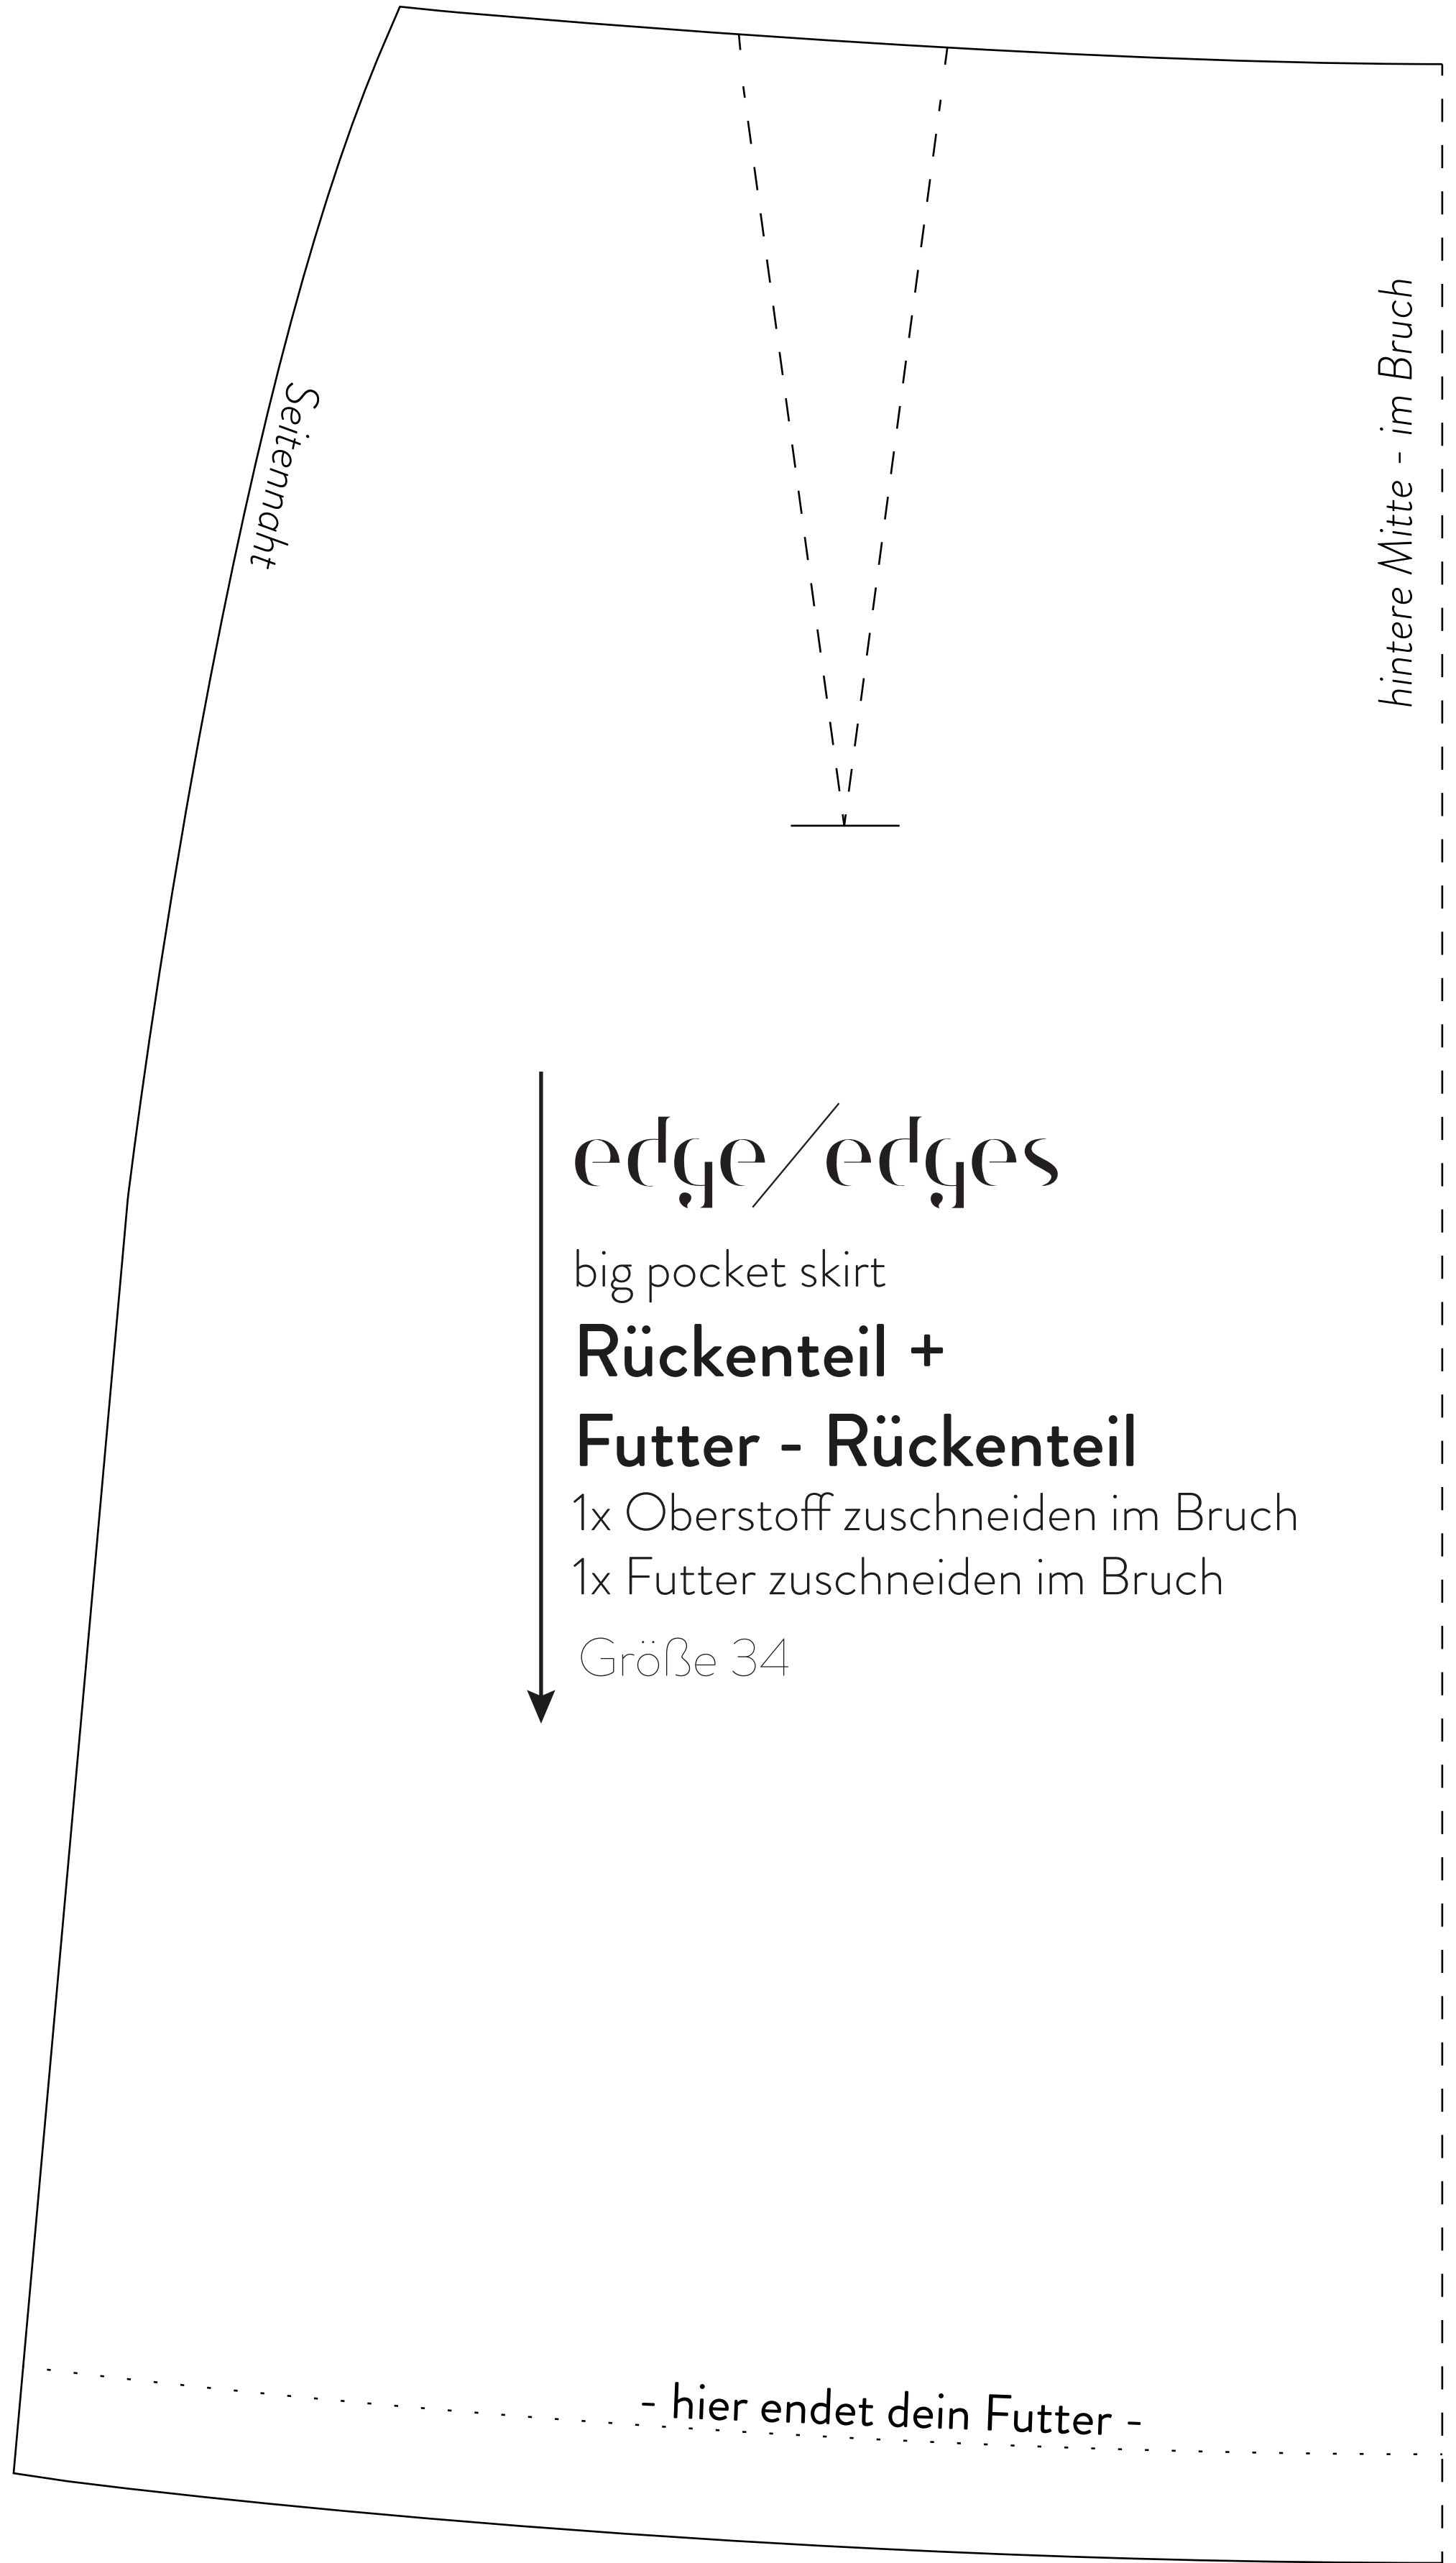 Seitennaht
hintere Mitte - im Bruch
edge/edges
big pocket skirt
Rückenteil +
Futter - Rückenteil
1x Oberstoff zuschneiden im Bruch
1x Futter zuschneiden im Bruch
Größe 34
- hier endet dein Futter -